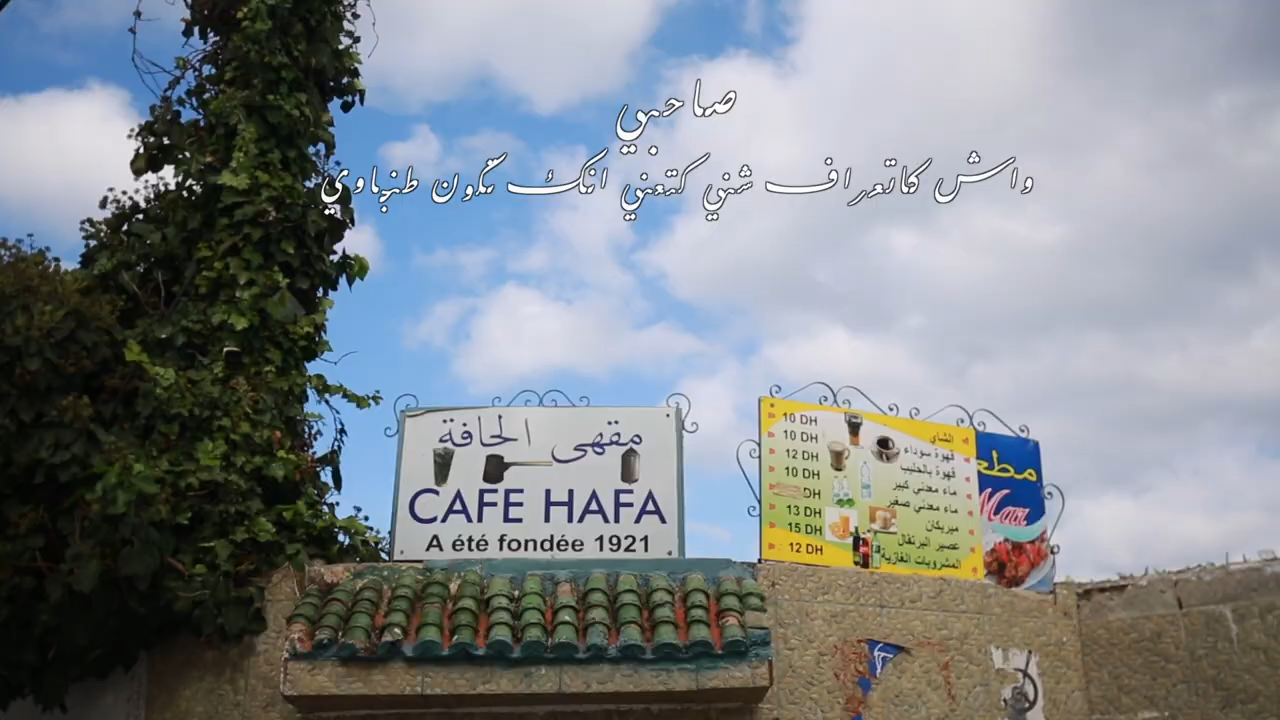 صاحبي
واش كاتعراف شني كتعني انك تكون طنجاوي
مقهى الحافة
CAFE HAFA
A été fondée 1921
10 DH الشاي
10 DH قهوة سوداء
12 DH قهوة بالحليب
10 DH ماء معدني كبير
DH ماء معدني صغير
13 DH ميريكان
15 DH عصير البرتقال
12 DH المشروبات الغازية